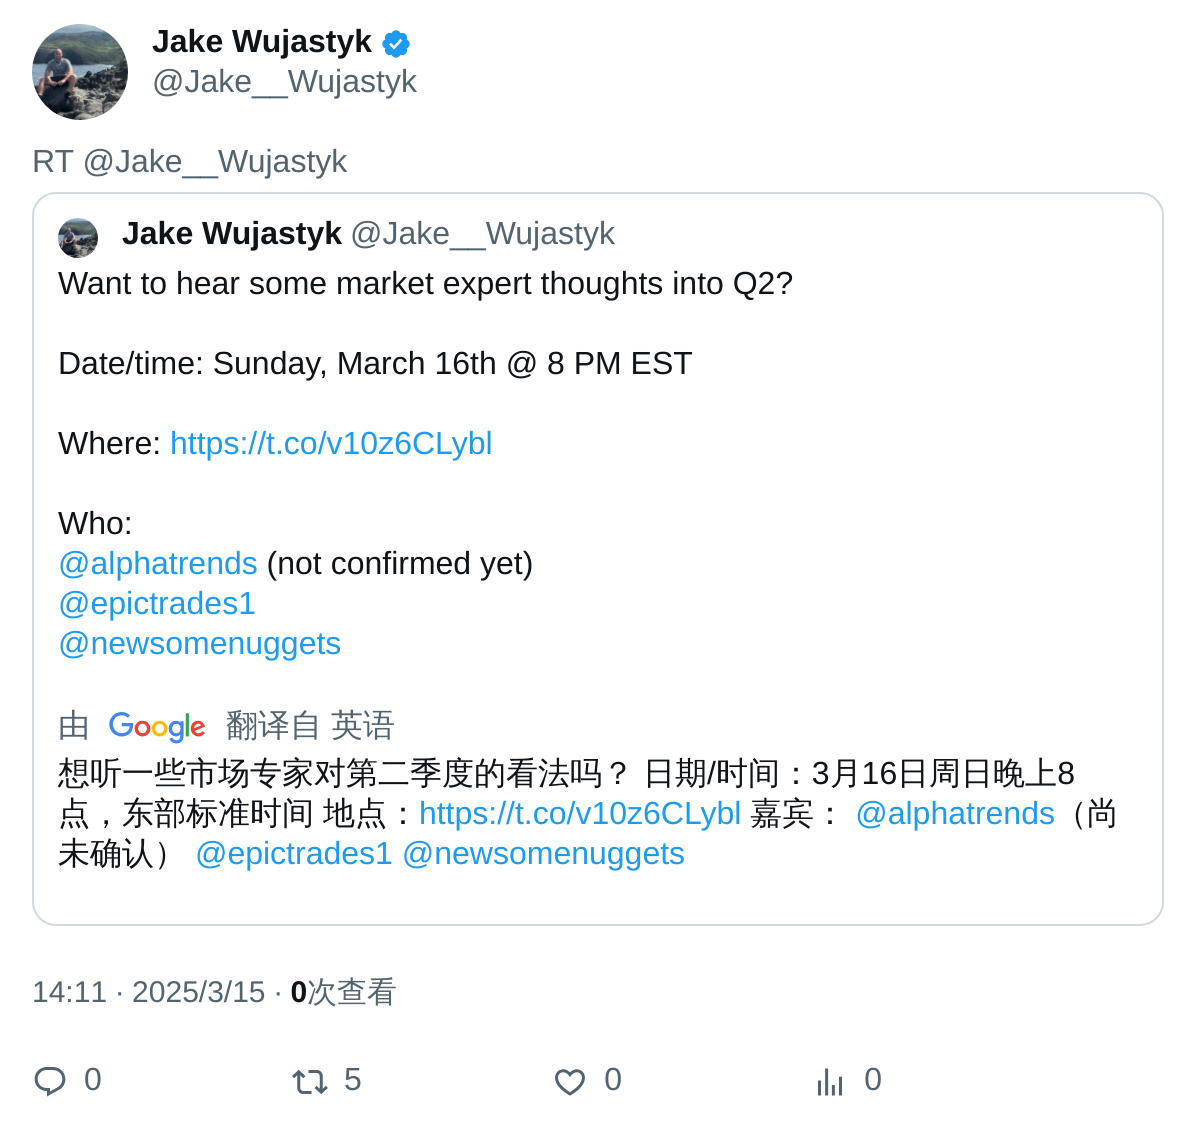 Jake Wujastyk
@Jake__Wujastyk
RT @Jake__Wujastyk
Jake Wujastyk @Jake__Wujastyk
Want to hear some market expert thoughts into Q2?
Date/time: Sunday, March 16th @ 8 PM EST
Where: https://t.co/v10z6CLybl
Who:
@alphatrends (not confirmed yet)
@epictrades1
@newsomenuggets
由 Google 翻译自 英语
想听一些市场专家对第二季度的看法吗？ 日期/时间：3月16日周日晚上8
点，东部标准时间 地点：https://t.co/v10z6CLybl 嘉宾： @alphatrends（尚
未确认） @epictrades1 @newsomenuggets
14:11 · 2025/3/15 · 0次查看
0 5 0 0